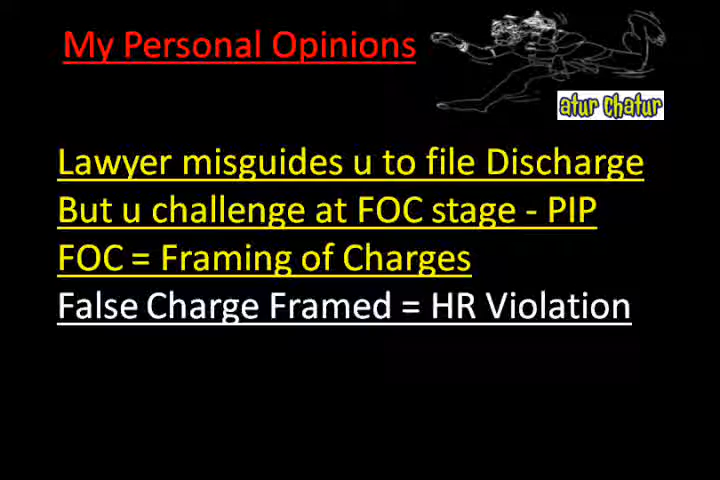 My Personal Opinions
atur chatur
Lawyer misguides u to file Discharge
But u challenge at FOC stage - PIP
FOC = Framing of Charges
False Charge Framed = HR Violation